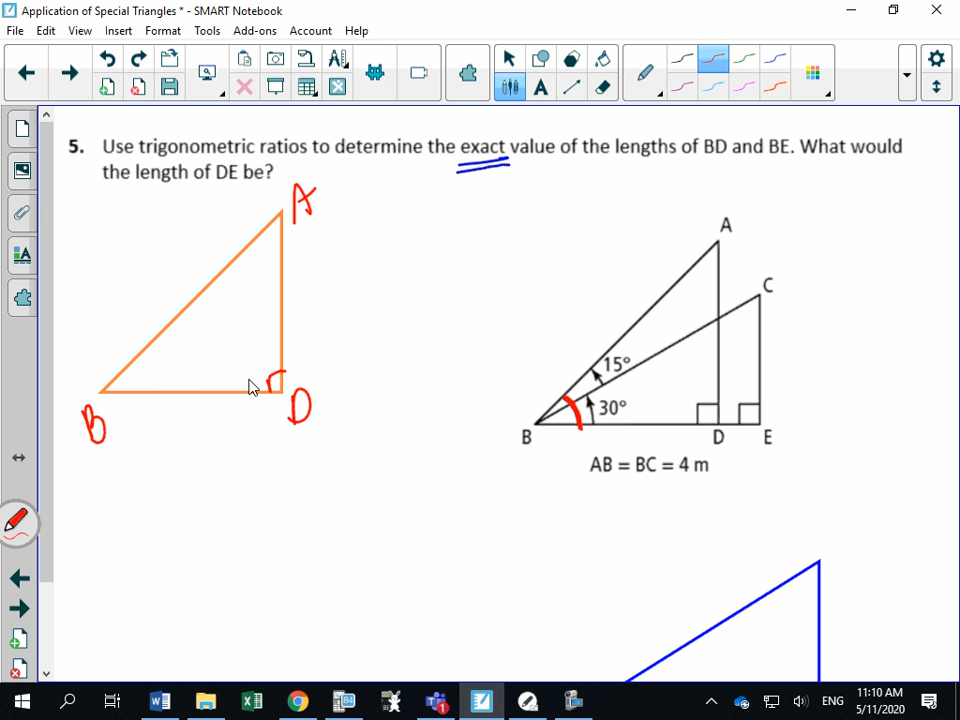 Application of Special Triangles * - SMART Notebook
File Edit View Insert Format Tools Add-ons Account Help
5. Use trigonometric ratios to determine the exact value of the lengths of BD and BE. What would
the length of DE be?
A
B
D
A
C
15°
30°
B
D
E
AB = BC = 4 m
ENG
11:10 AM
5/11/2020